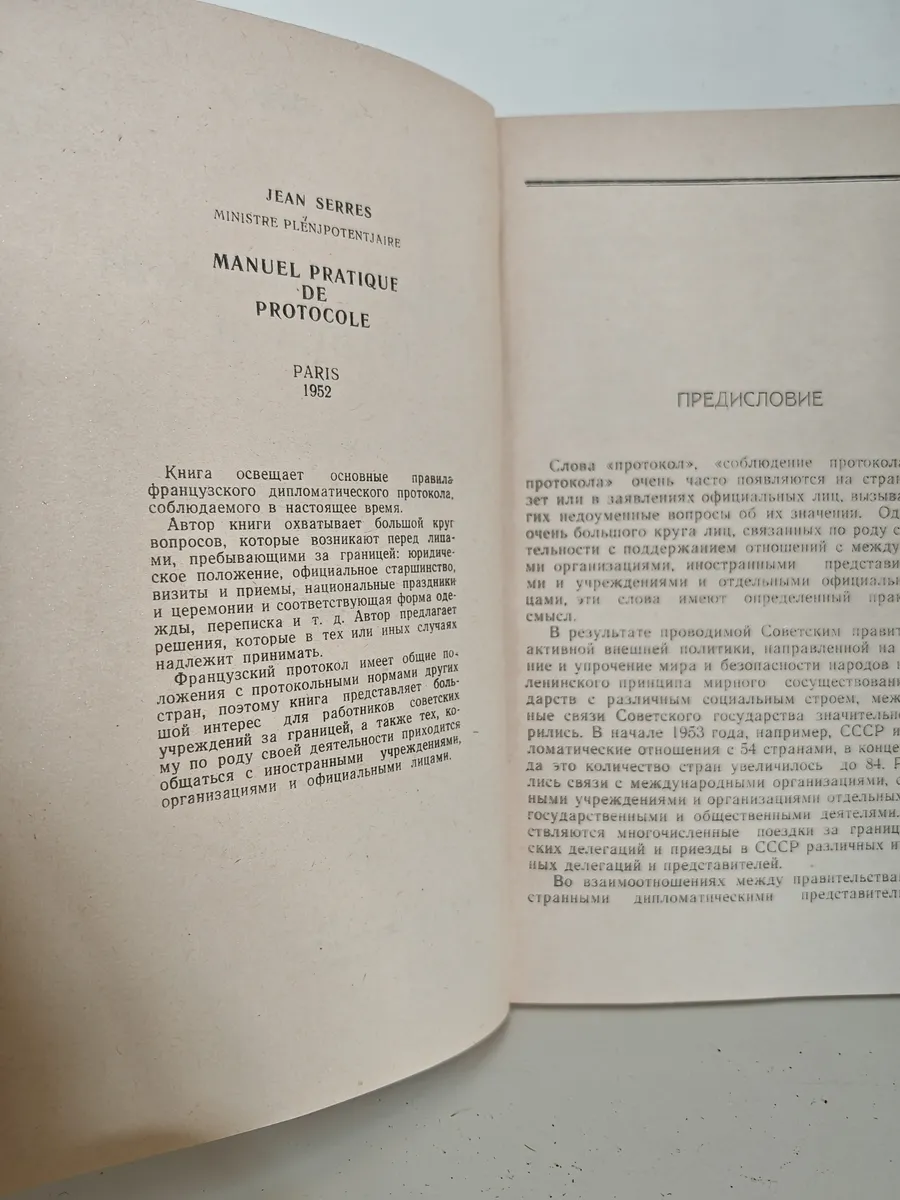 JEAN SERRES
MINISTRE PLÉNJPOTENTJAIRE
MANUEL PRATIQUE
DE
PROTOCOLE
PARIS
1952
Книга освещает основные правила
французского дипломатического протокола,
соблюдаемого в настоящее время.
Автор книги охватывает большой круг
вопросов, которые возникают перед лица-
ми, пребывающими за границей: юридиче-
ское положение, официальное старшинство,
визиты и приемы, национальные праздники
и церемонии и соответствующая форма оде-
жды, переписка и т. д. Автор предлагает
решения, которые в тех или иных случаях
надлежит принимать.
Французский протокол имеет общие по-
ложения с протокольными нормами других
стран, поэтому книга представляет боль-
шой интерес для работников советских
учреждений за границей, а также тех, ко-
му по роду своей деятельности приходится
общаться с иностранными учреждениями,
организациями и официальными лицами.
ПРЕДИСЛОВИЕ
Слова «протокол», «соблюдение протокола
протокола» очень часто появляются на стран
зет или в заявлениях официальных лиц, вызыва
гих недоуменные вопросы об их значении. Од
очень большого круга лиц, связанных по роду с
тельности с поддержанием отношений с между
ми организациями, иностранными представи
ми и учреждениями и отдельными официальн
цами, эти слова имеют определенный прак
смысл.
В результате проводимой Советским правит
активной внешней политики, направленной на
ние и упрочение мира и безопасности народов н
ленинского принципа мирного сосуществовани
дарств с различным социальным строем, меж
ные связи Советского государства значительно
рились. В начале 1953 года, например, СССР и
ломатические отношения с 54 странами, в конце
да это количество стран увеличилось до 84. Р
лись связи с международными организациями, с
ными учреждениями и организациями отдельных
государственными и общественными деятелями.
ствляются многочисленные поездки за границ
ских делегаций и приезды в СССР различных и
ных делегаций и представителей.
Во взаимоотношениях между правительства
странными дипломатическими представител